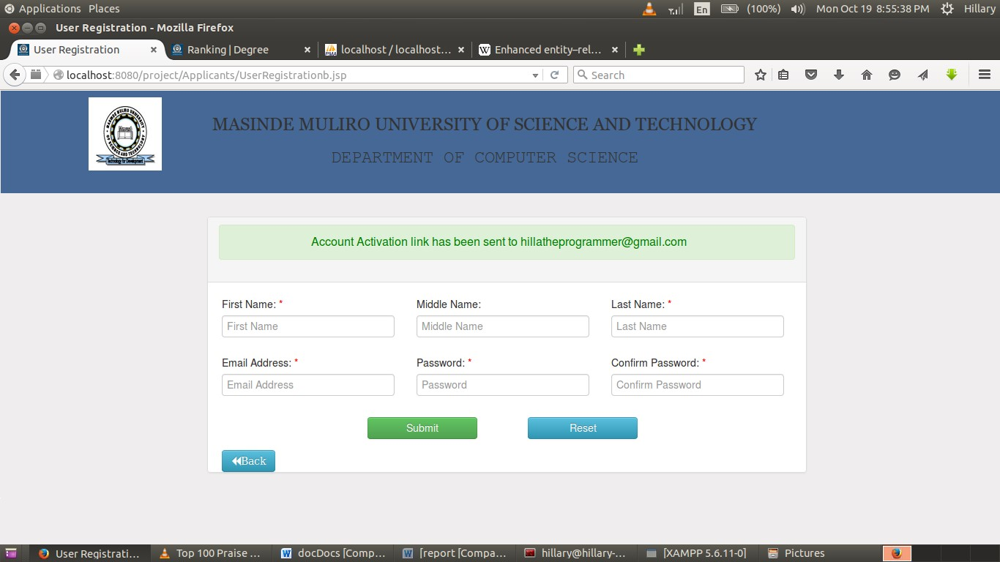 Applications Places En (100%) Mon Oct 19 8:55:38 PM Hillary
User Registration - Mozilla Firefox
User Registration Ranking | Degree localhost / localhost... Enhanced entity–rel...
localhost:8080/project/Applicants/UserRegistrationb.jsp Search
MASINDE MULIRO UNIVERSITY OF SCIENCE AND TECHNOLOGY
DEPARTMENT OF COMPUTER SCIENCE
Account Activation link has been sent to hillatheprogrammer@gmail.com
First Name: * Middle Name: Last Name: *
First Name Middle Name Last Name
Email Address: * Password: * Confirm Password: *
Email Address Password Confirm Password
Submit Reset
Back
User Registrati... Top 100 Praise ... docDocs [Comp... [report [Compa... hillary@hillary-... [XAMPP 5.6.11-0] Pictures